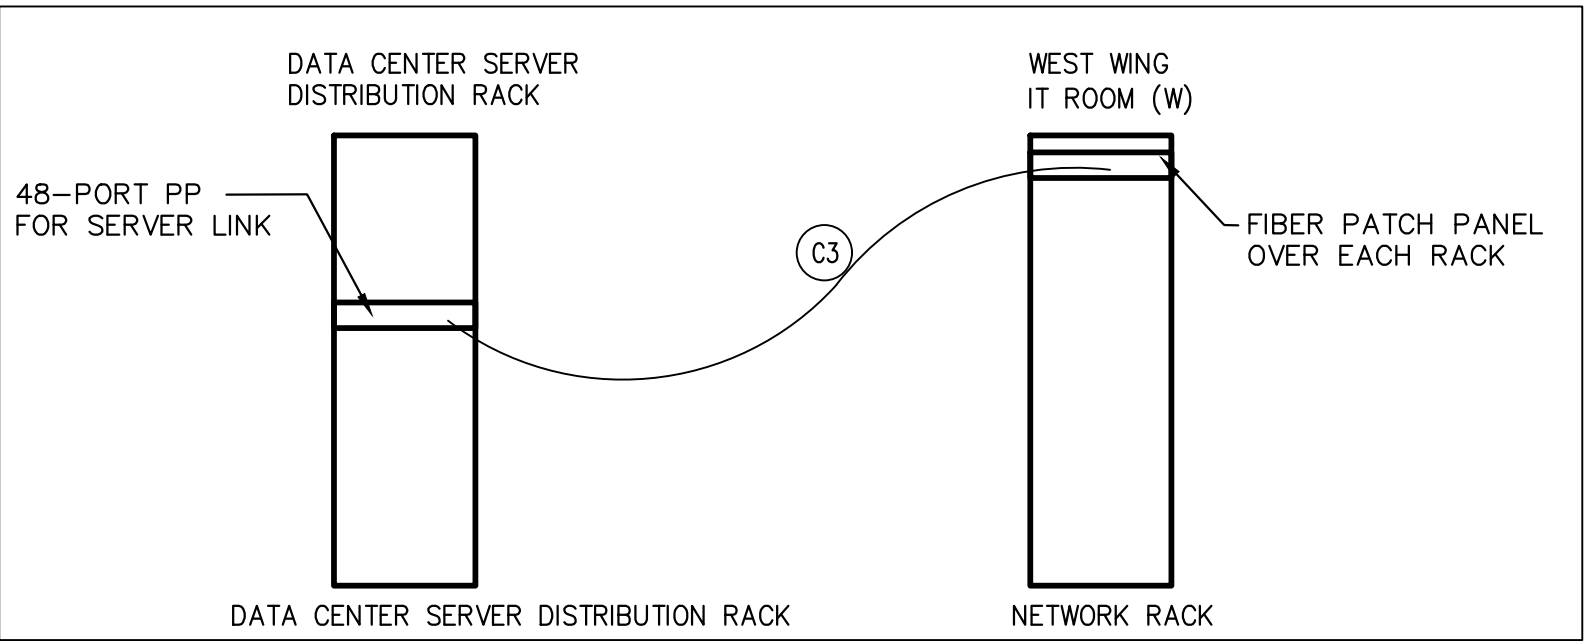 DATA CENTER SERVER
DISTRIBUTION RACK
WEST WING
IT ROOM (W)
48-PORT PP
FOR SERVER LINK
C3
FIBER PATCH PANEL
OVER EACH RACK
DATA CENTER SERVER DISTRIBUTION RACK
NETWORK RACK